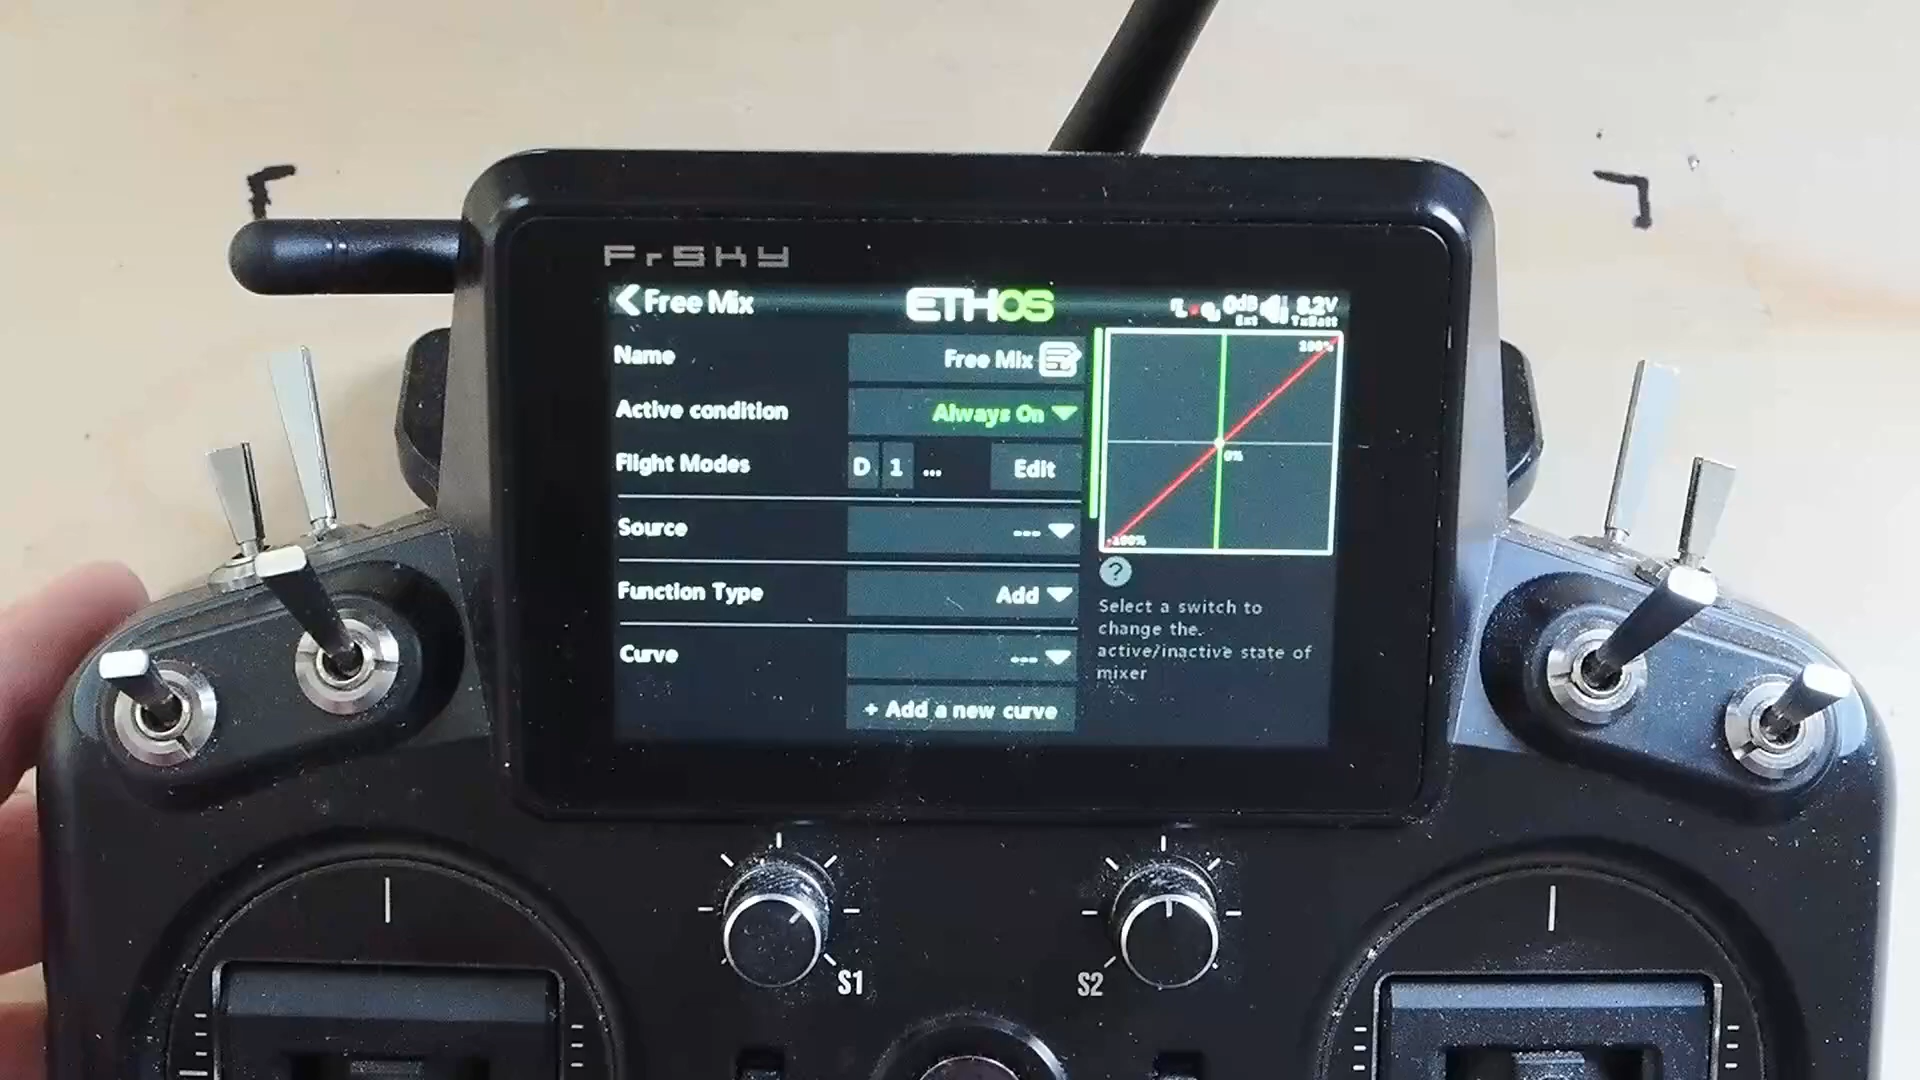 FrSKY
Free Mix
ETHOS
0dB
Ext
8.2V
TxBatt
Name
Free Mix
Active condition
Always On
Flight Modes
D 1 ... Edit
Source
---
Function Type
Add
Curve
---
+ Add a new curve
100%
0%
-100%
?
Select a switch to
change the.
active/inactive state of
mixer
S1
S2